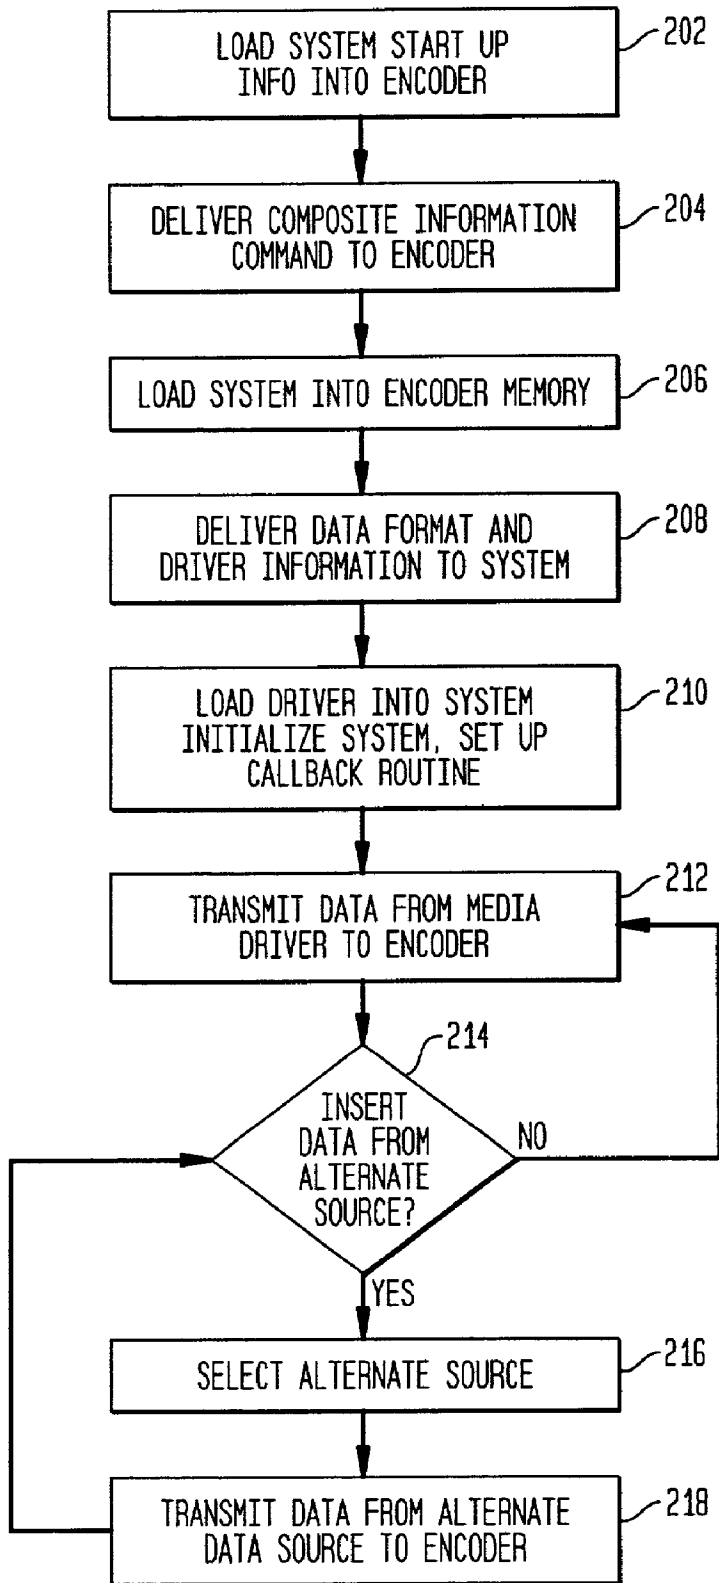 LOAD SYSTEM START UP
INFO INTO ENCODER
202
DELIVER COMPOSITE INFORMATION
COMMAND TO ENCODER
204
LOAD SYSTEM INTO ENCODER MEMORY
206
DELIVER DATA FORMAT AND
DRIVER INFORMATION TO SYSTEM
208
LOAD DRIVER INTO SYSTEM
INITIALIZE SYSTEM, SET UP
CALLBACK ROUTINE
210
TRANSMIT DATA FROM MEDIA
DRIVER TO ENCODER
212
214
INSERT
DATA FROM
ALTERNATE
SOURCE?
NO
YES
SELECT ALTERNATE SOURCE
216
TRANSMIT DATA FROM ALTERNATE
DATA SOURCE TO ENCODER
218